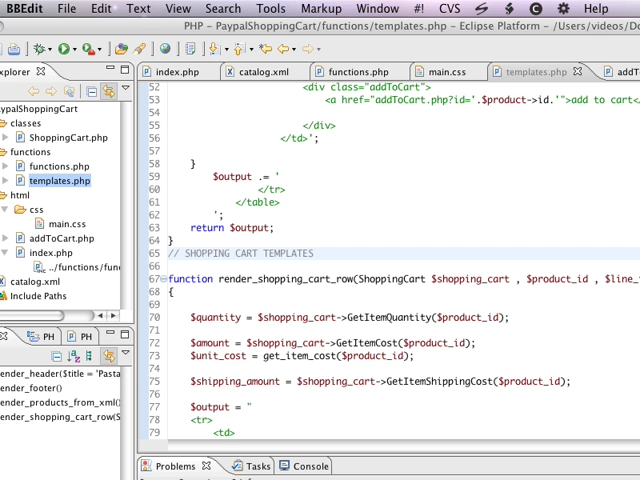 BBEdit File Edit Text View Search Tools Markup Window #! CVS Help
PHP - PaypalShoppingCart/functions/templates.php - Eclipse Platform - /Users/videos/Do
xplorer
index.php catalog.xml functions.php main.css templates.php addTo
aypalShoppingCart
classes
ShoppingCart.php
functions
functions.php
templates.php
html
css
main.css
addToCart.php
index.php
../functions/func
catalog.xml
Include Paths
PH PH
ender_header($title = 'Pasta
ender_footer()
ender_products_from_xml(
ender_shopping_cart_row(S
52 <div class="addToCart">
53 <a href="addToCart.php?id='.$product->id.'">add to cart</
54
55 </div>
56 </td>';
57
58 }
59 $output .= '
60 </tr>
61 </table>
62 ';
63 return $output;
64 }
65 // SHOPPING CART TEMPLATES
66
67 function render_shopping_cart_row(ShoppingCart $shopping_cart , $product_id , $line_
68 {
69
70 $quantity = $shopping_cart->GetItemQuantity($product_id);
71
72 $amount = $shopping_cart->GetItemCost($product_id);
73 $unit_cost = get_item_cost($product_id);
74
75 $shipping_amount = $shopping_cart->GetItemShippingCost($product_id);
76
77 $output = "
78 <tr>
79 <td>
Problems Tasks Console